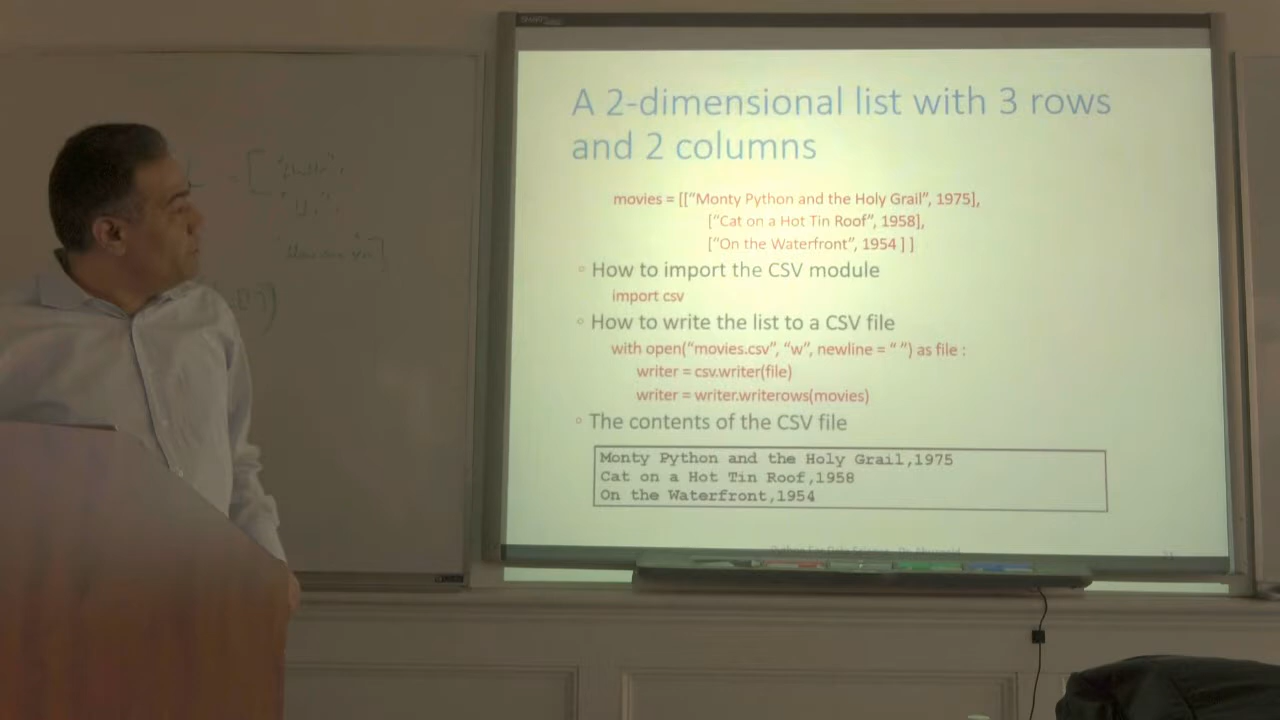 A 2-dimensional list with 3 rows
and 2 columns
movies = [["Monty Python and the Holy Grail", 1975],
["Cat on a Hot Tin Roof", 1958],
["On the Waterfront", 1954 ] ]
◦ How to import the CSV module
import csv
◦ How to write the list to a CSV file
with open("movies.csv", "w", newline = " ") as file :
writer = csv.writer(file)
writer = writer.writerows(movies)
◦ The contents of the CSV file
Monty Python and the Holy Grail,1975
Cat on a Hot Tin Roof,1958
On the Waterfront,1954